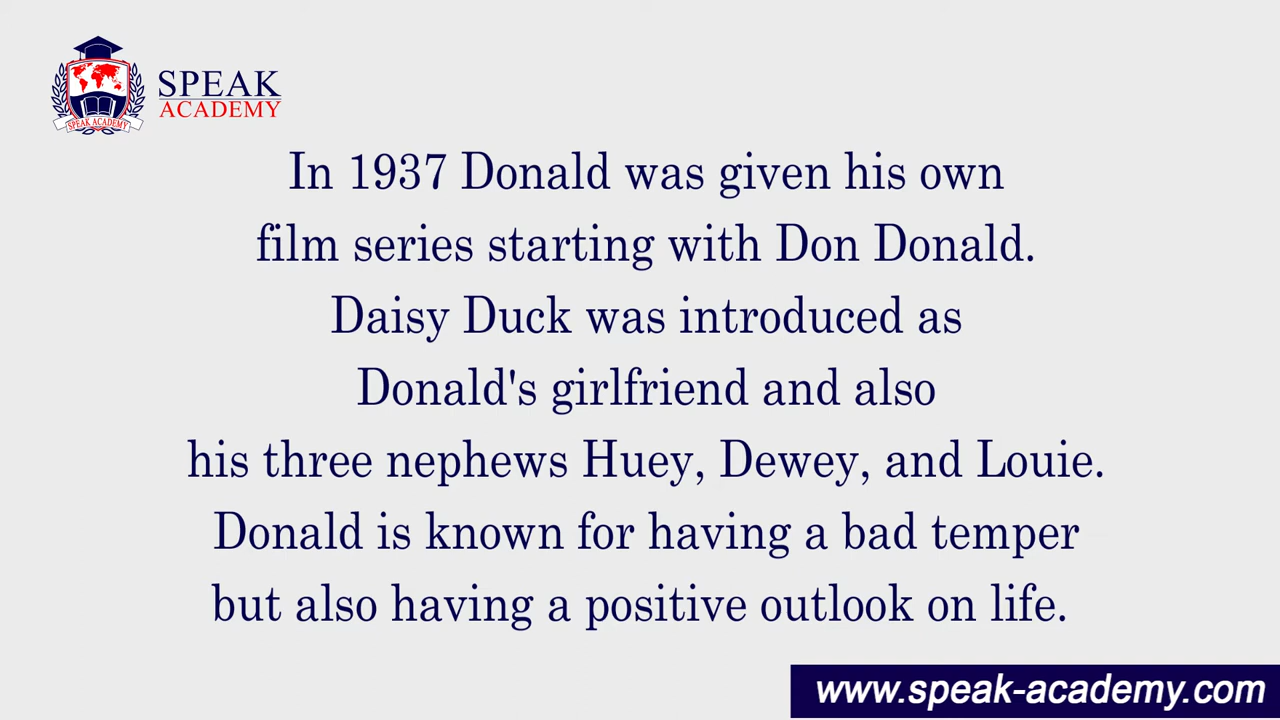 SPEAK
ACADEMY
SPEAK ACADEMY
In 1937 Donald was given his own
film series starting with Don Donald.
Daisy Duck was introduced as
Donald's girlfriend and also
his three nephews Huey, Dewey, and Louie.
Donald is known for having a bad temper
but also having a positive outlook on life.
www.speak-academy.com